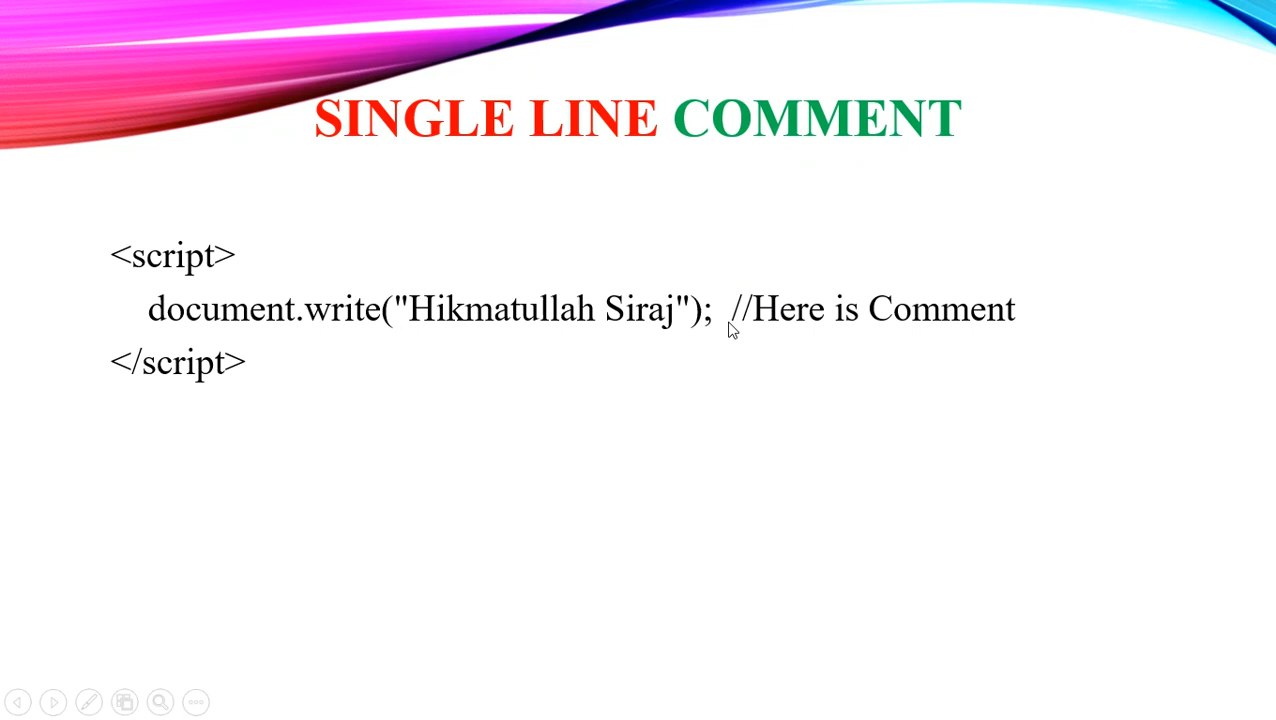 SINGLE LINE COMMENT
<script>
document.write("Hikmatullah Siraj"); //Here is Comment
</script>